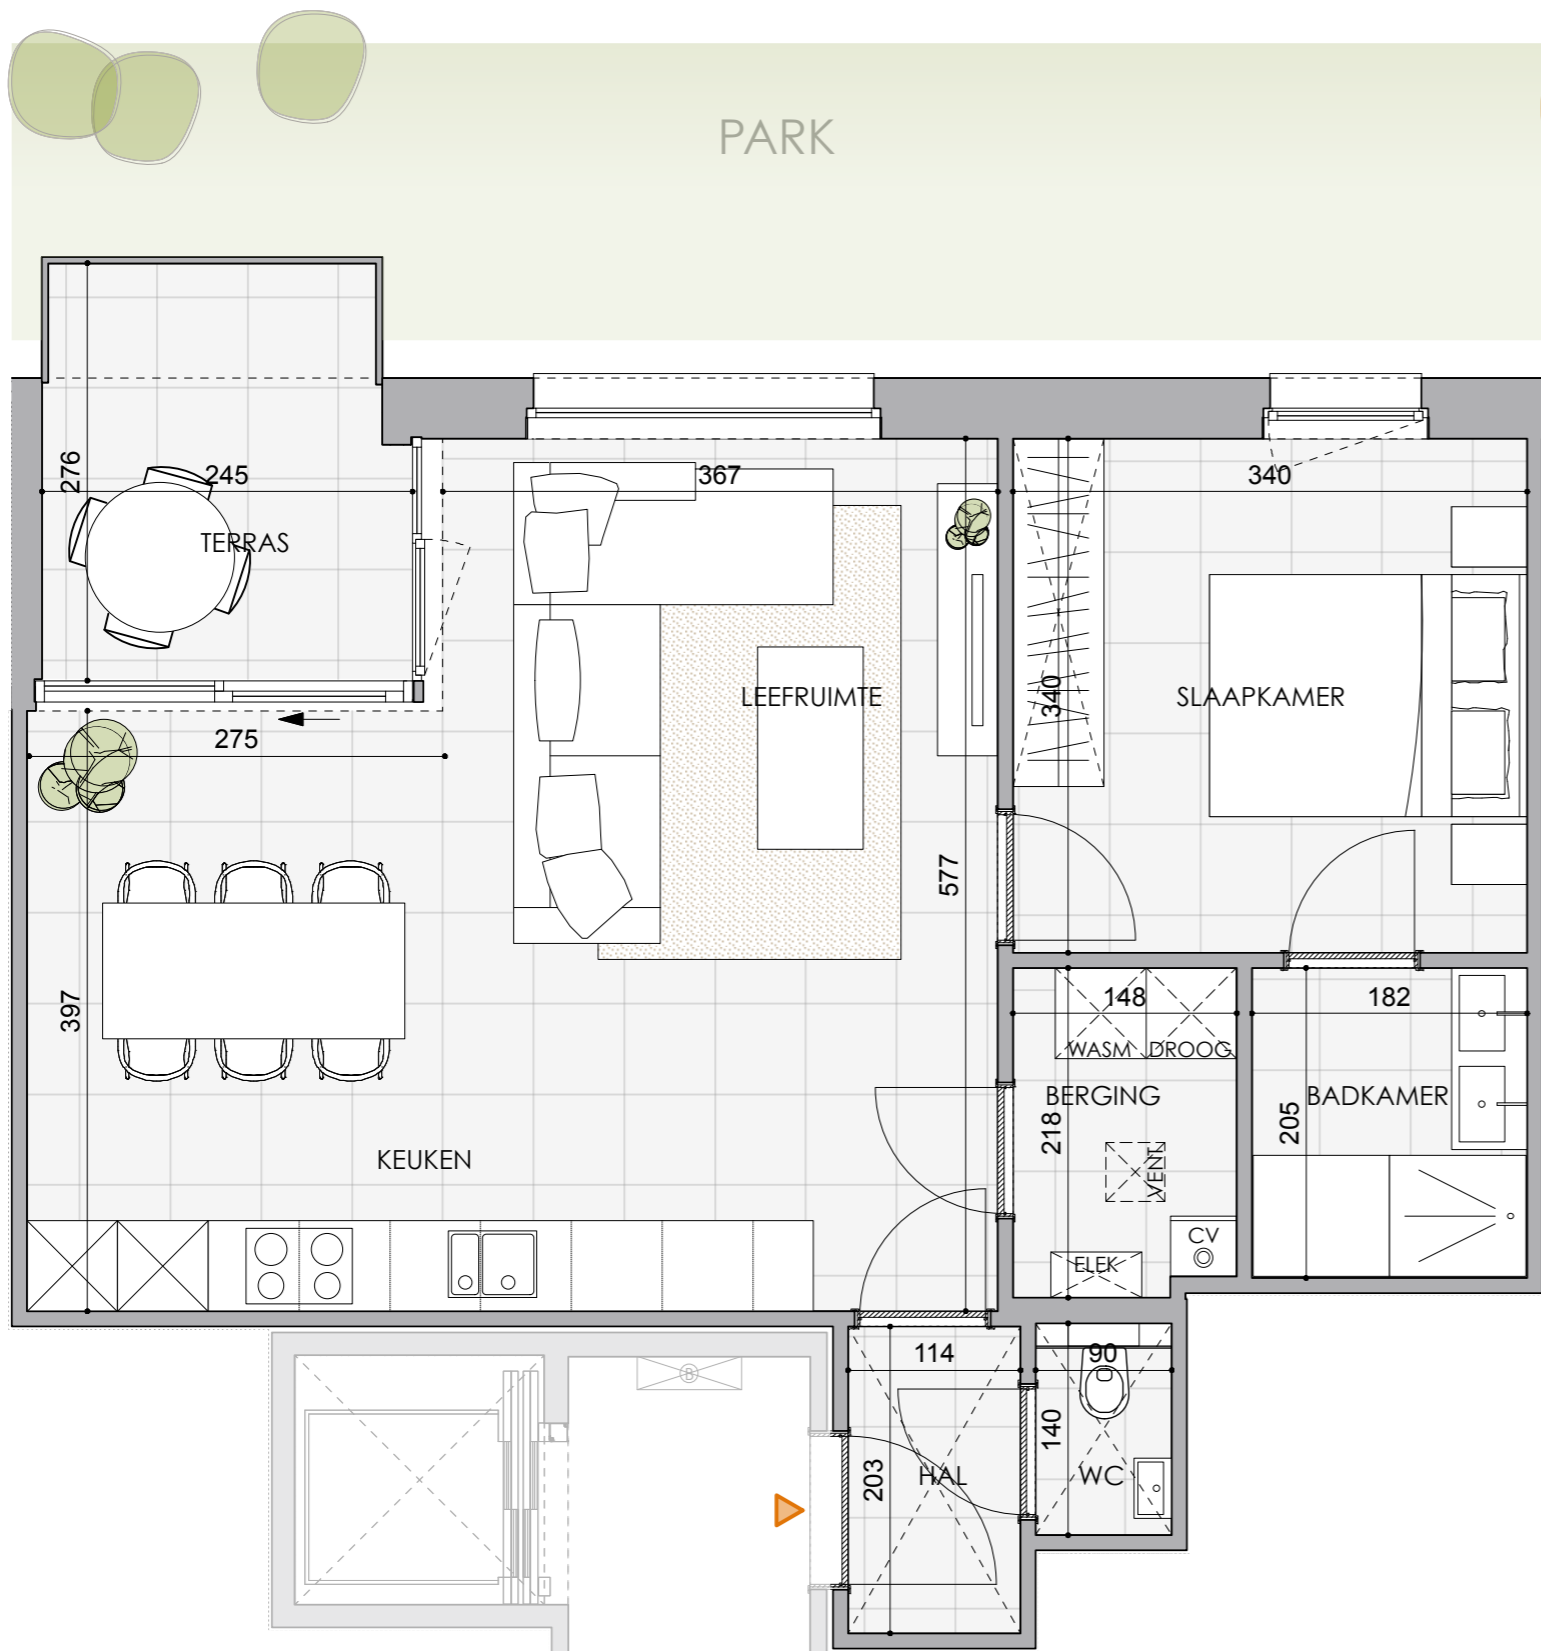 PARK
276
245
TERRAS
367
340
275
LEEFRUIMTE
340
SLAAPKAMER
577
397
148
182
WASM
DROOG
BERGING
BADKAMER
218
205
KEUKEN
VENT.
CV
ELEK
114
90
140
203
HAL
WC
B